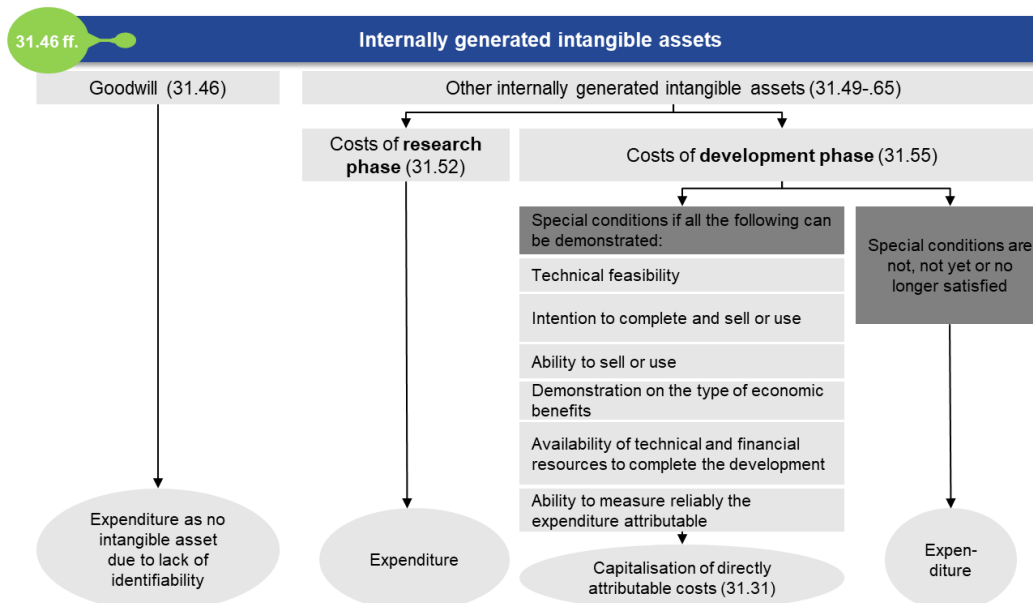 31.46 ff.
Internally generated intangible assets
Goodwill (31.46)
Other internally generated intangible assets (31.49-.65)
Costs of research
phase (31.52)
Costs of development phase (31.55)
Special conditions if all the following can
be demonstrated:
Technical feasibility
Intention to complete and sell or use
Ability to sell or use
Demonstration on the type of economic
benefits
Availability of technical and financial
resources to complete the development
Ability to measure reliably the
expenditure attributable
Special conditions are
not, not yet or no
longer satisfied
Expenditure as no
intangible asset
due to lack of
identifiability
Expenditure
Capitalisation of directly
attributable costs (31.31)
Expen-
diture